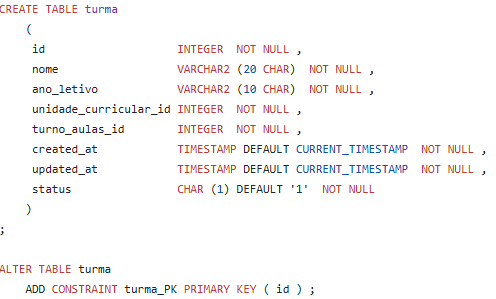 CREATE TABLE turma
(
id INTEGER NOT NULL ,
nome VARCHAR2 (20 CHAR) NOT NULL ,
ano_letivo VARCHAR2 (10 CHAR) NOT NULL ,
unidade_curricular_id INTEGER NOT NULL ,
turno_aulas_id INTEGER NOT NULL ,
created_at TIMESTAMP DEFAULT CURRENT_TIMESTAMP NOT NULL ,
updated_at TIMESTAMP DEFAULT CURRENT_TIMESTAMP NOT NULL ,
status CHAR (1) DEFAULT '1' NOT NULL
)
;
ALTER TABLE turma
ADD CONSTRAINT turma_PK PRIMARY KEY ( id ) ;